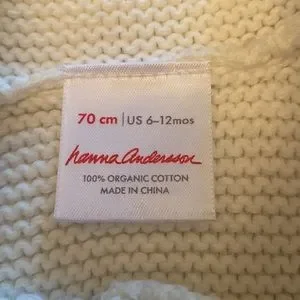 70 cm | US 6–12mos
hanna andersson
100% ORGANIC COTTON
MADE IN CHINA